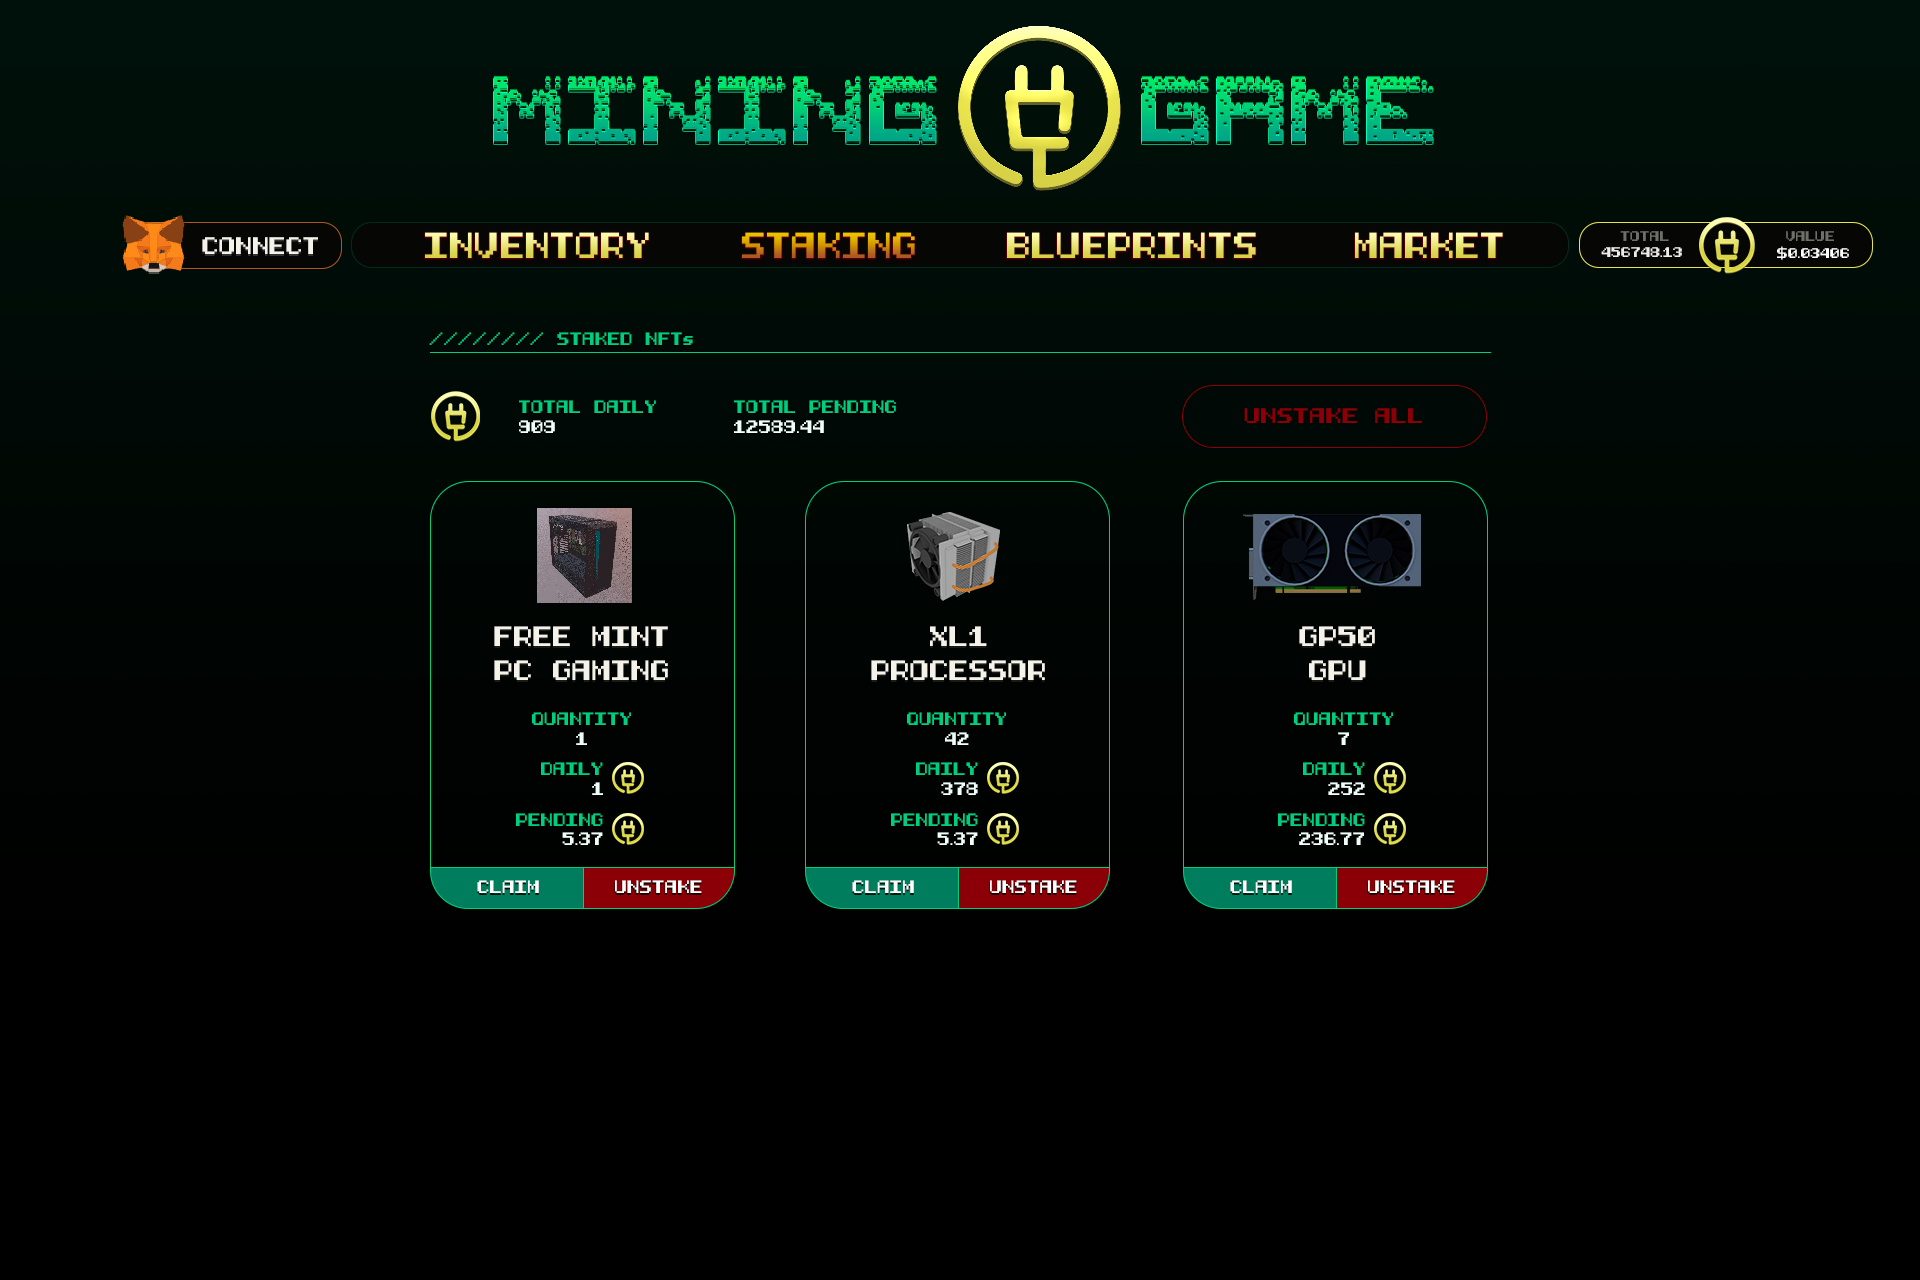 MINING GAME
CONNECT
INVENTORY STAKING BLUEPRINTS MARKET
TOTAL VALUE
456748.13 $0.03406
//////// STAKED NFTs
TOTAL DAILY TOTAL PENDING
909 12589.44
UNSTAKE ALL
FREE MINT
PC GAMING
QUANTITY
1
DAILY
1
PENDING
5.37
CLAIM UNSTAKE
XL1
PROCESSOR
QUANTITY
42
DAILY
378
PENDING
5.37
CLAIM UNSTAKE
GP50
GPU
QUANTITY
7
DAILY
252
PENDING
236.77
CLAIM UNSTAKE